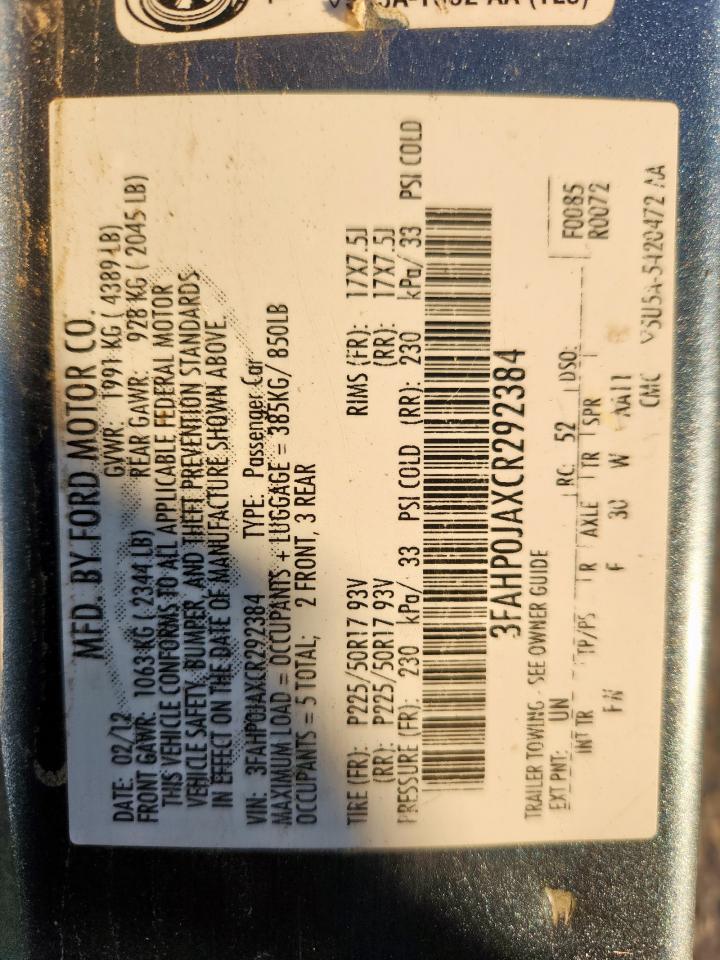 MFD. BY FORD MOTOR CO.
DATE: 02/12 GVWR: 1991 KG ( 4389 LB)
FRONT GAWR: 1063 KG ( 2344 LB) REAR GAWR: 928 KG ( 2045 LB)
THIS VEHICLE CONFORMS TO ALL APPLICABLE FEDERAL MOTOR
VEHICLE SAFETY, BUMPER, AND THEFT PREVENTION STANDARDS
IN EFFECT ON THE DATE OF MANUFACTURE SHOWN ABOVE.
VIN: 3FAHP0JAXCR292384 TYPE: Passenger Car
MAXIMUM LOAD = OCCUPANTS + LUGGAGE = 385KG/ 850LB
OCCUPANTS = 5 TOTAL; 2 FRONT, 3 REAR
TIRE (FR): P225/50R17 93V RIMS (FR): 17X7.5J
(RR): P225/50R17 93V (RR): 17X7.5J
PRESSURE (FR): 230 kPa/ 33 PSI COLD (RR): 230 kPa/ 33 PSI COLD
3FAHP0JAXCR292384
TRAILER TOWING - SEE OWNER GUIDE
F0085
R0072
EXT PNT: UN RC: 52 DSO:
INT TR TP/PS R AXLE TR SPR
F 30 W AA11
CMC